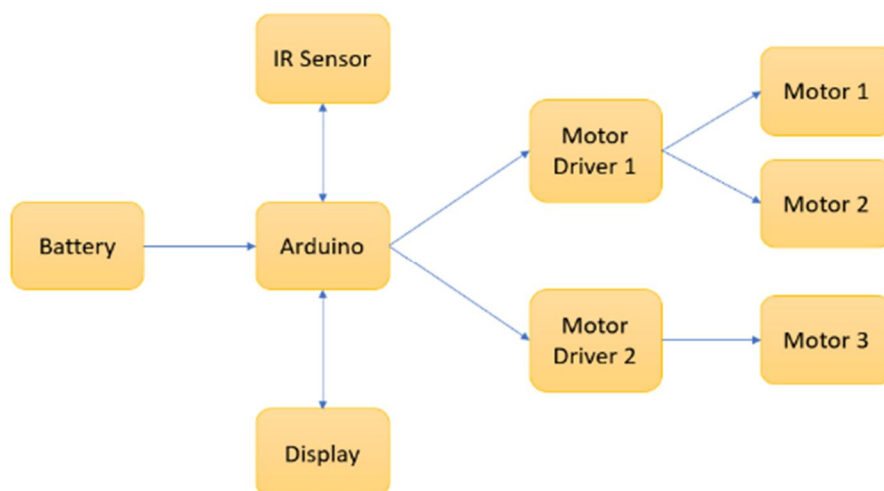 IR Sensor
Motor 1
Motor
Driver 1
Motor 2
Battery
Arduino
Motor
Driver 2
Motor 3
Display